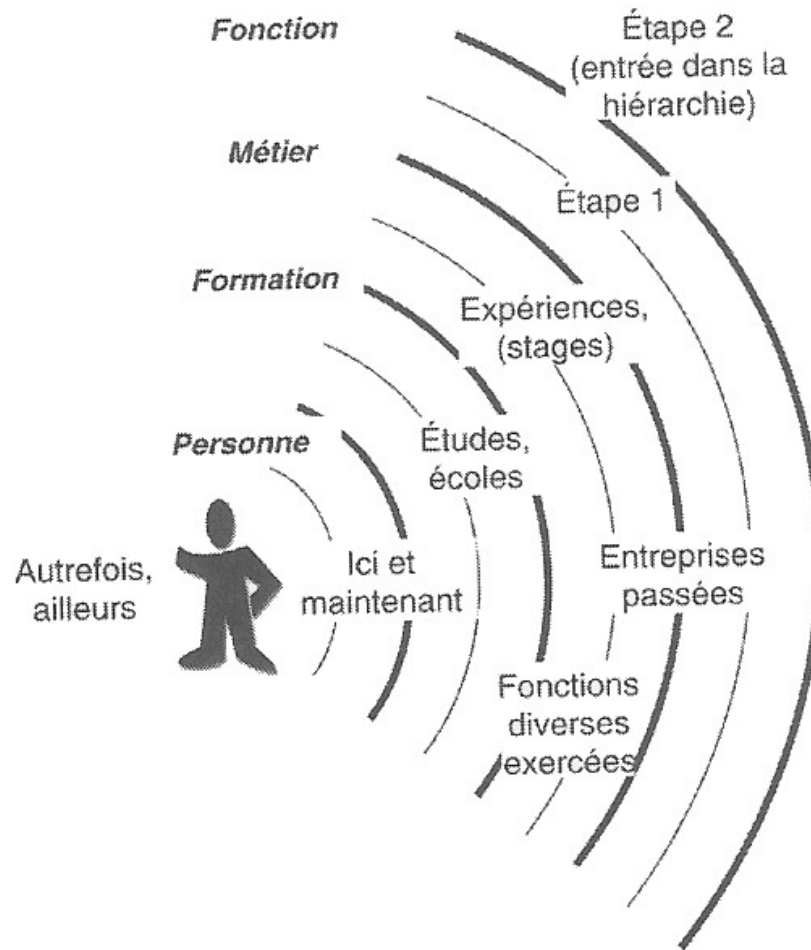 Fonction
Étape 2
(entrée dans la
hiérarchie)
Métier
Étape 1
Formation
Expériences,
(stages)
Personne
Études,
écoles
Autrefois,
ailleurs
Ici et
maintenant
Entreprises
passées
Fonctions
diverses
exercées